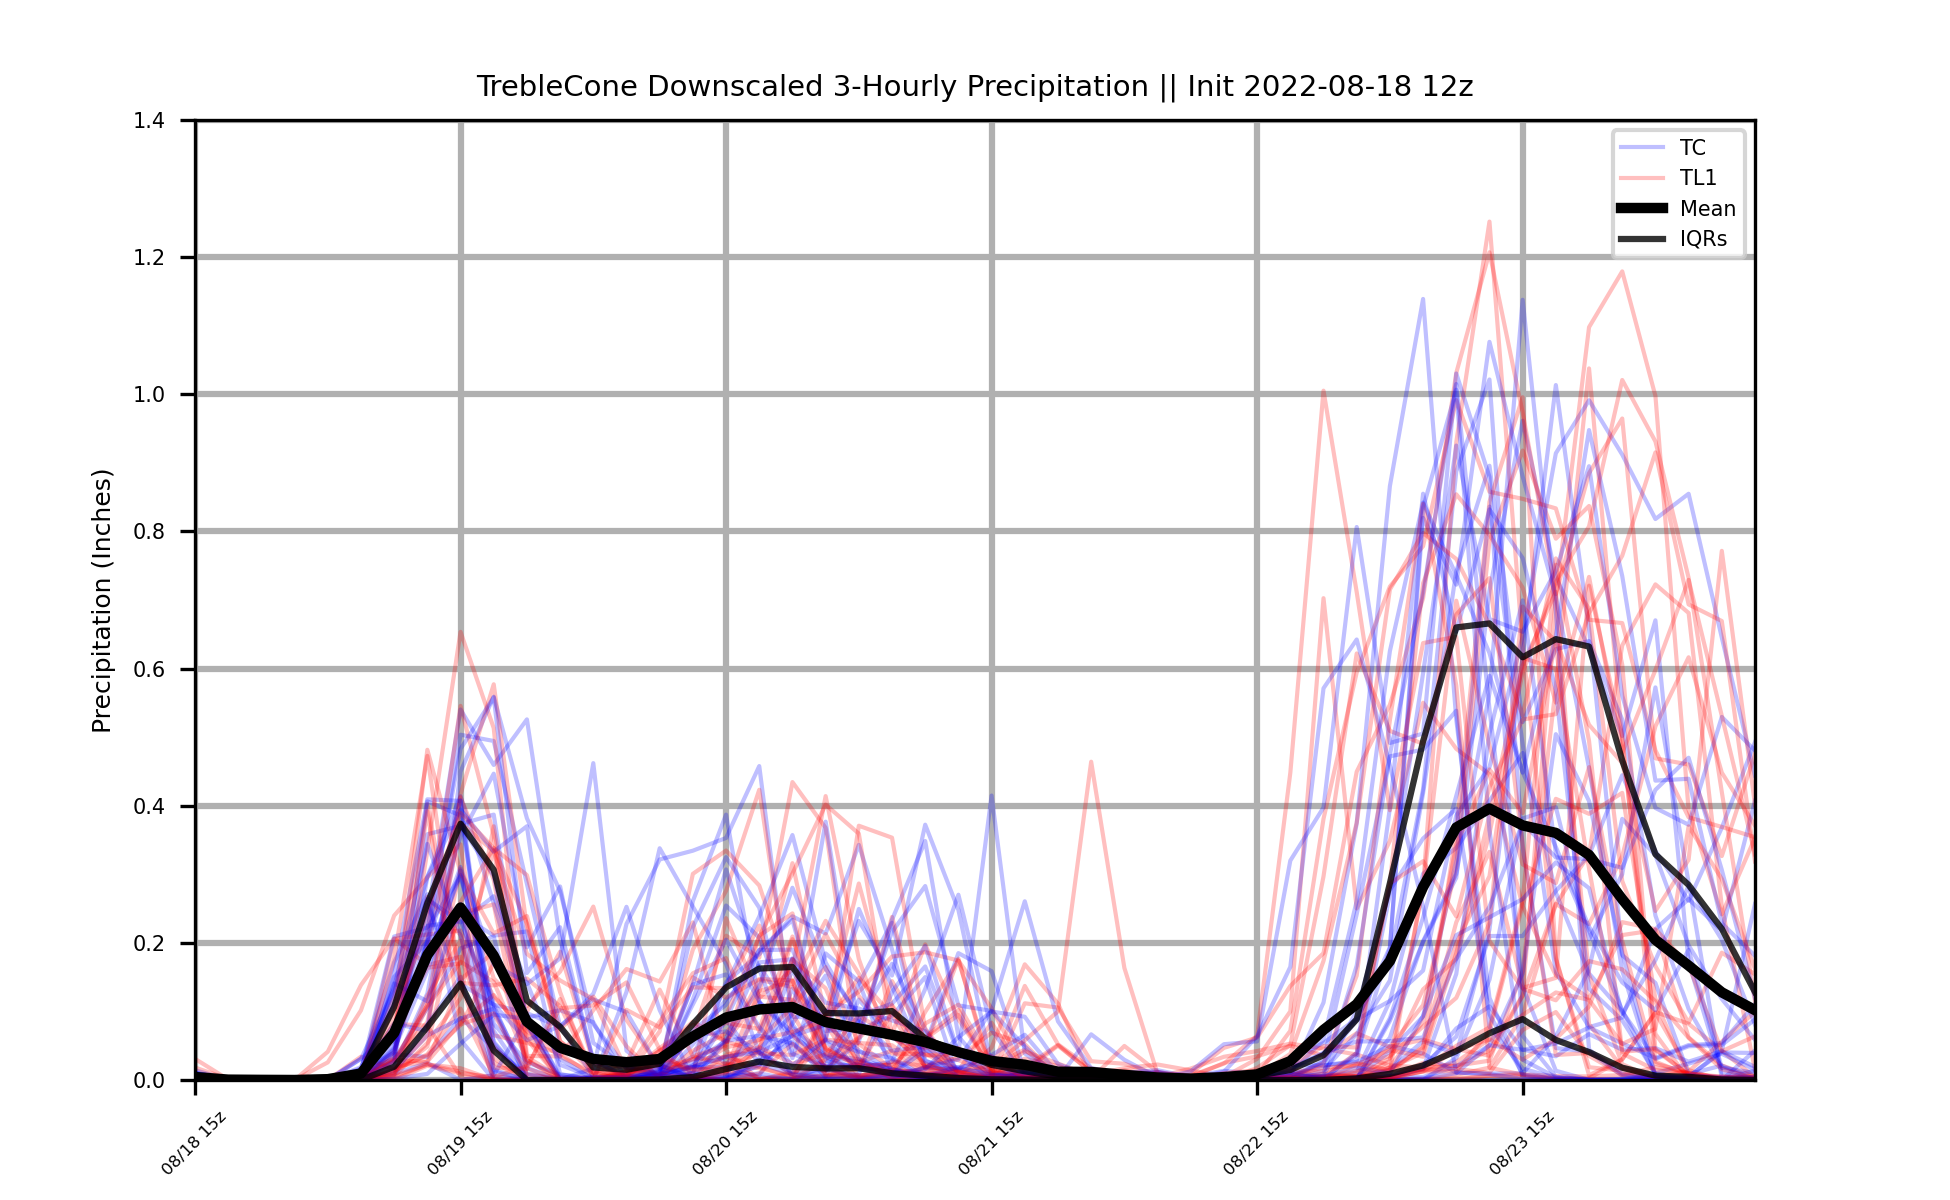 TrebleCone Downscaled 3-Hourly Precipitation || Init 2022-08-18 12z
1.4
1.2
1.0
0.8
0.6
0.4
0.2
0.0
Precipitation (Inches)
TC
TL1
Mean
IQRs
08/18 15z
08/19 15z
08/20 15z
08/21 15z
08/22 15z
08/23 15z